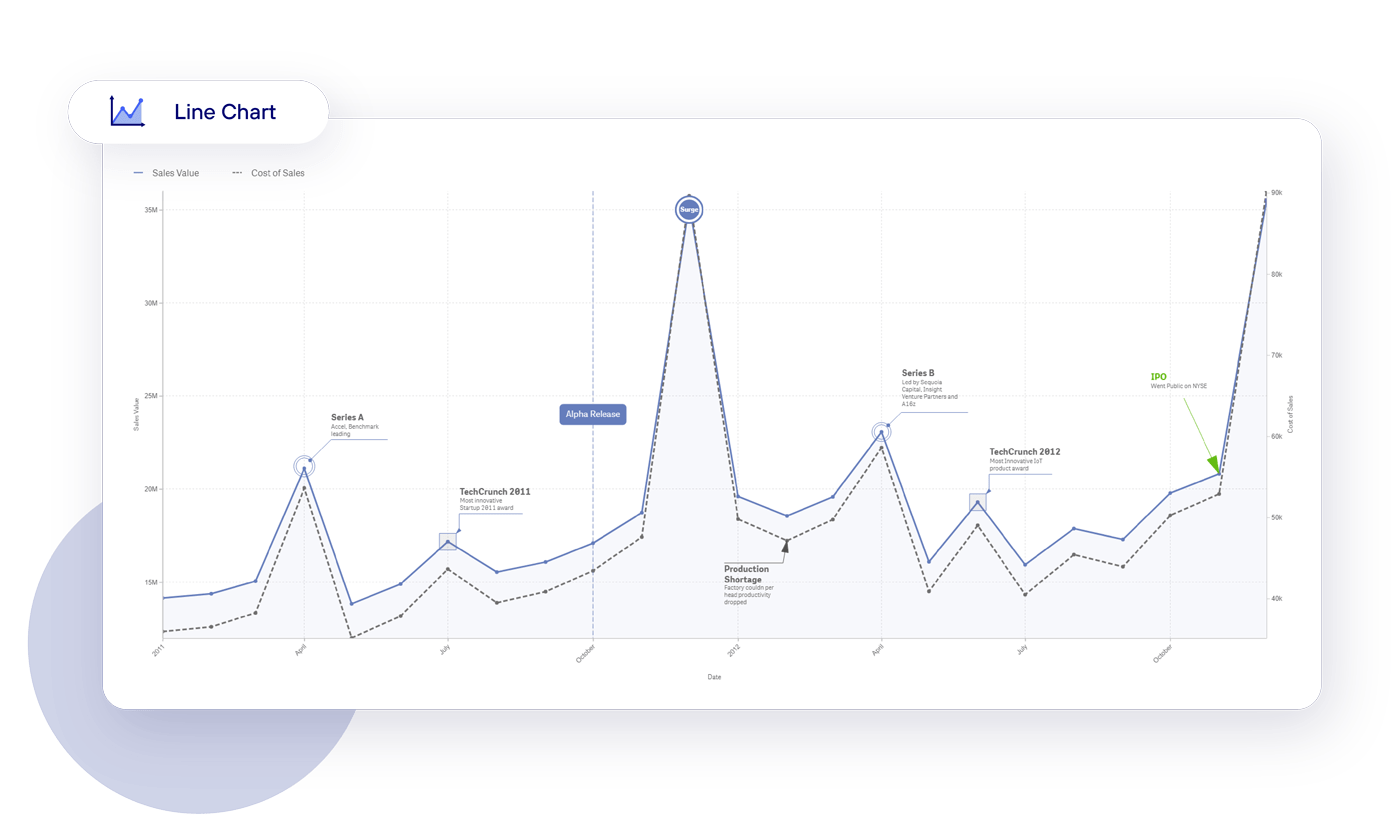 Line Chart
Sales Value
Cost of Sales
90k
35M
Surge
80k
30M
70k
Series B
Led by Sequoia
Capital, Insight
Venture Partners and
A16z
IPO
Went Public on NYSE
25M
Sales Value
Cost of Sales
Alpha Release
Series A
Accel, Benchmark
leading
60k
TechCrunch 2012
Most Innovative IoT
product award
20M
TechCrunch 2011
Most innovative
Startup 2011 award
50k
Production
Shortage
Factory couldn per
head productivity
dropped
15M
40k
2011
April
July
October
2012
April
July
October
Date